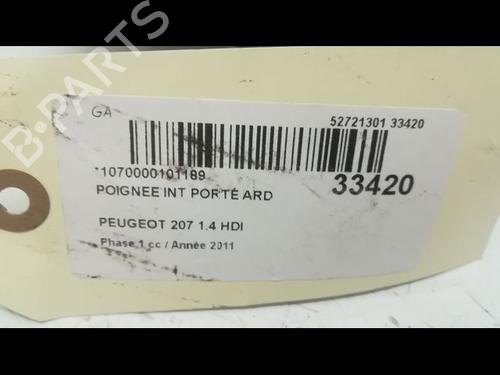 GA
52721301 33420
*1070000101189
33420
POIGNEE INT PORTE ARD
PEUGEOT 207 1.4 HDI
Phase 1 cc / Année 2011
B-PARTS